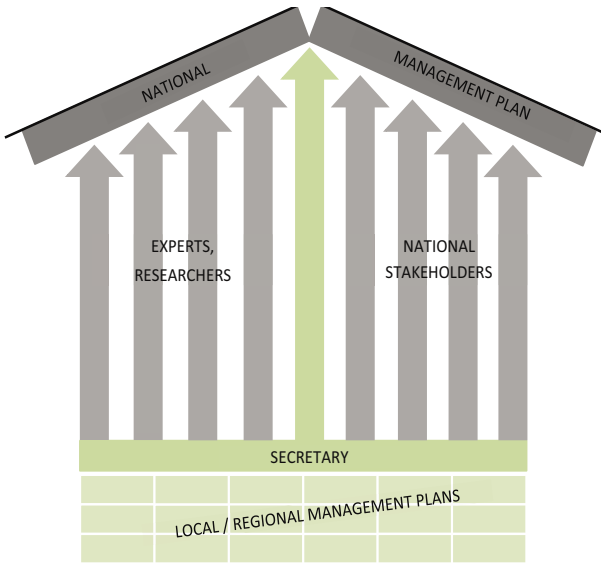 NATIONAL
MANAGEMENT PLAN
EXPERTS,
RESEARCHERS
NATIONAL
STAKEHOLDERS
SECRETARY
LOCAL / REGIONAL MANAGEMENT PLANS